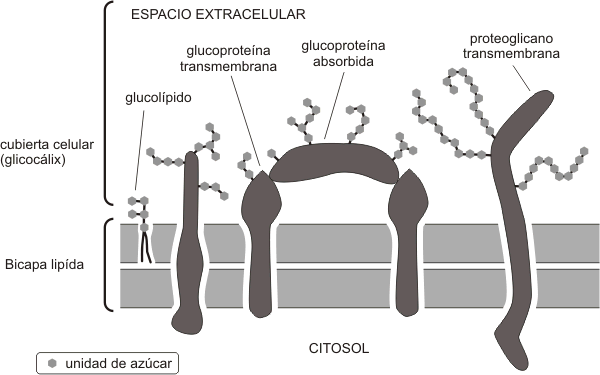 ESPACIO EXTRACELULAR
proteoglicano
transmembrana
glucoproteína
transmembrana
glucoproteína
absorbida
glucolípido
cubierta celular
(glicocálix)
Bicapa lipída
CITOSOL
unidad de azúcar